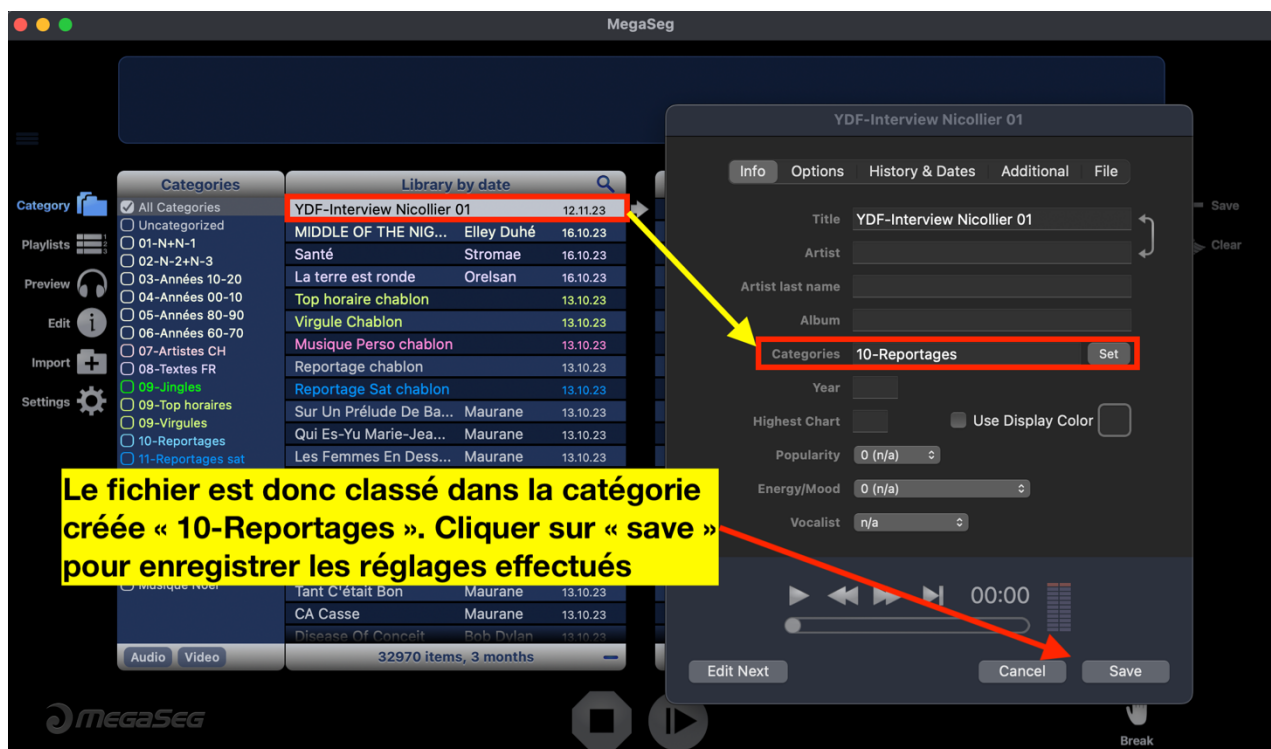 MegaSeg
YDF-Interview Nicollier 01
Info Options History & Dates Additional File
Title YDF-Interview Nicollier 01
Artist
Artist last name
Album
Categories 10-Reportages Set
Year
Highest Chart Use Display Color
Popularity 0 (n/a)
Energy/Mood 0 (n/a)
Vocalist n/a
00:00
Edit Next Cancel Save
Category
Playlists
Preview
Edit
Import
Settings
Categories
All Categories
Uncategorized
01-N+N-1
02-N-2+N-3
03-Années 10-20
04-Années 00-10
05-Années 80-90
06-Années 60-70
07-Artistes CH
08-Textes FR
09-Jingles
09-Top horaires
09-Virgules
10-Reportages
11-Reportages sat
Musique Noël
Audio Video
Library by date
YDF-Interview Nicollier 01 12.11.23
MIDDLE OF THE NIG... Elley Duhé 16.10.23
Santé Stromae 16.10.23
La terre est ronde Orelsan 16.10.23
Top horaire chablon 13.10.23
Virgule Chablon 13.10.23
Musique Perso chablon 13.10.23
Reportage chablon 13.10.23
Reportage Sat chablon 13.10.23
Sur Un Prélude De Ba... Maurane 13.10.23
Qui Es-Yu Marie-Jea... Maurane 13.10.23
Les Femmes En Dess... Maurane 13.10.23
Tant C'était Bon Maurane 13.10.23
CA Casse Maurane 13.10.23
Disease Of Conceit Bob Dylan 13.10.23
32970 items, 3 months
Le fichier est donc classé dans la catégorie
créée « 10-Reportages ». Cliquer sur « save »
pour enregistrer les réglages effectués
Save
Clear
MegaSeg
Break